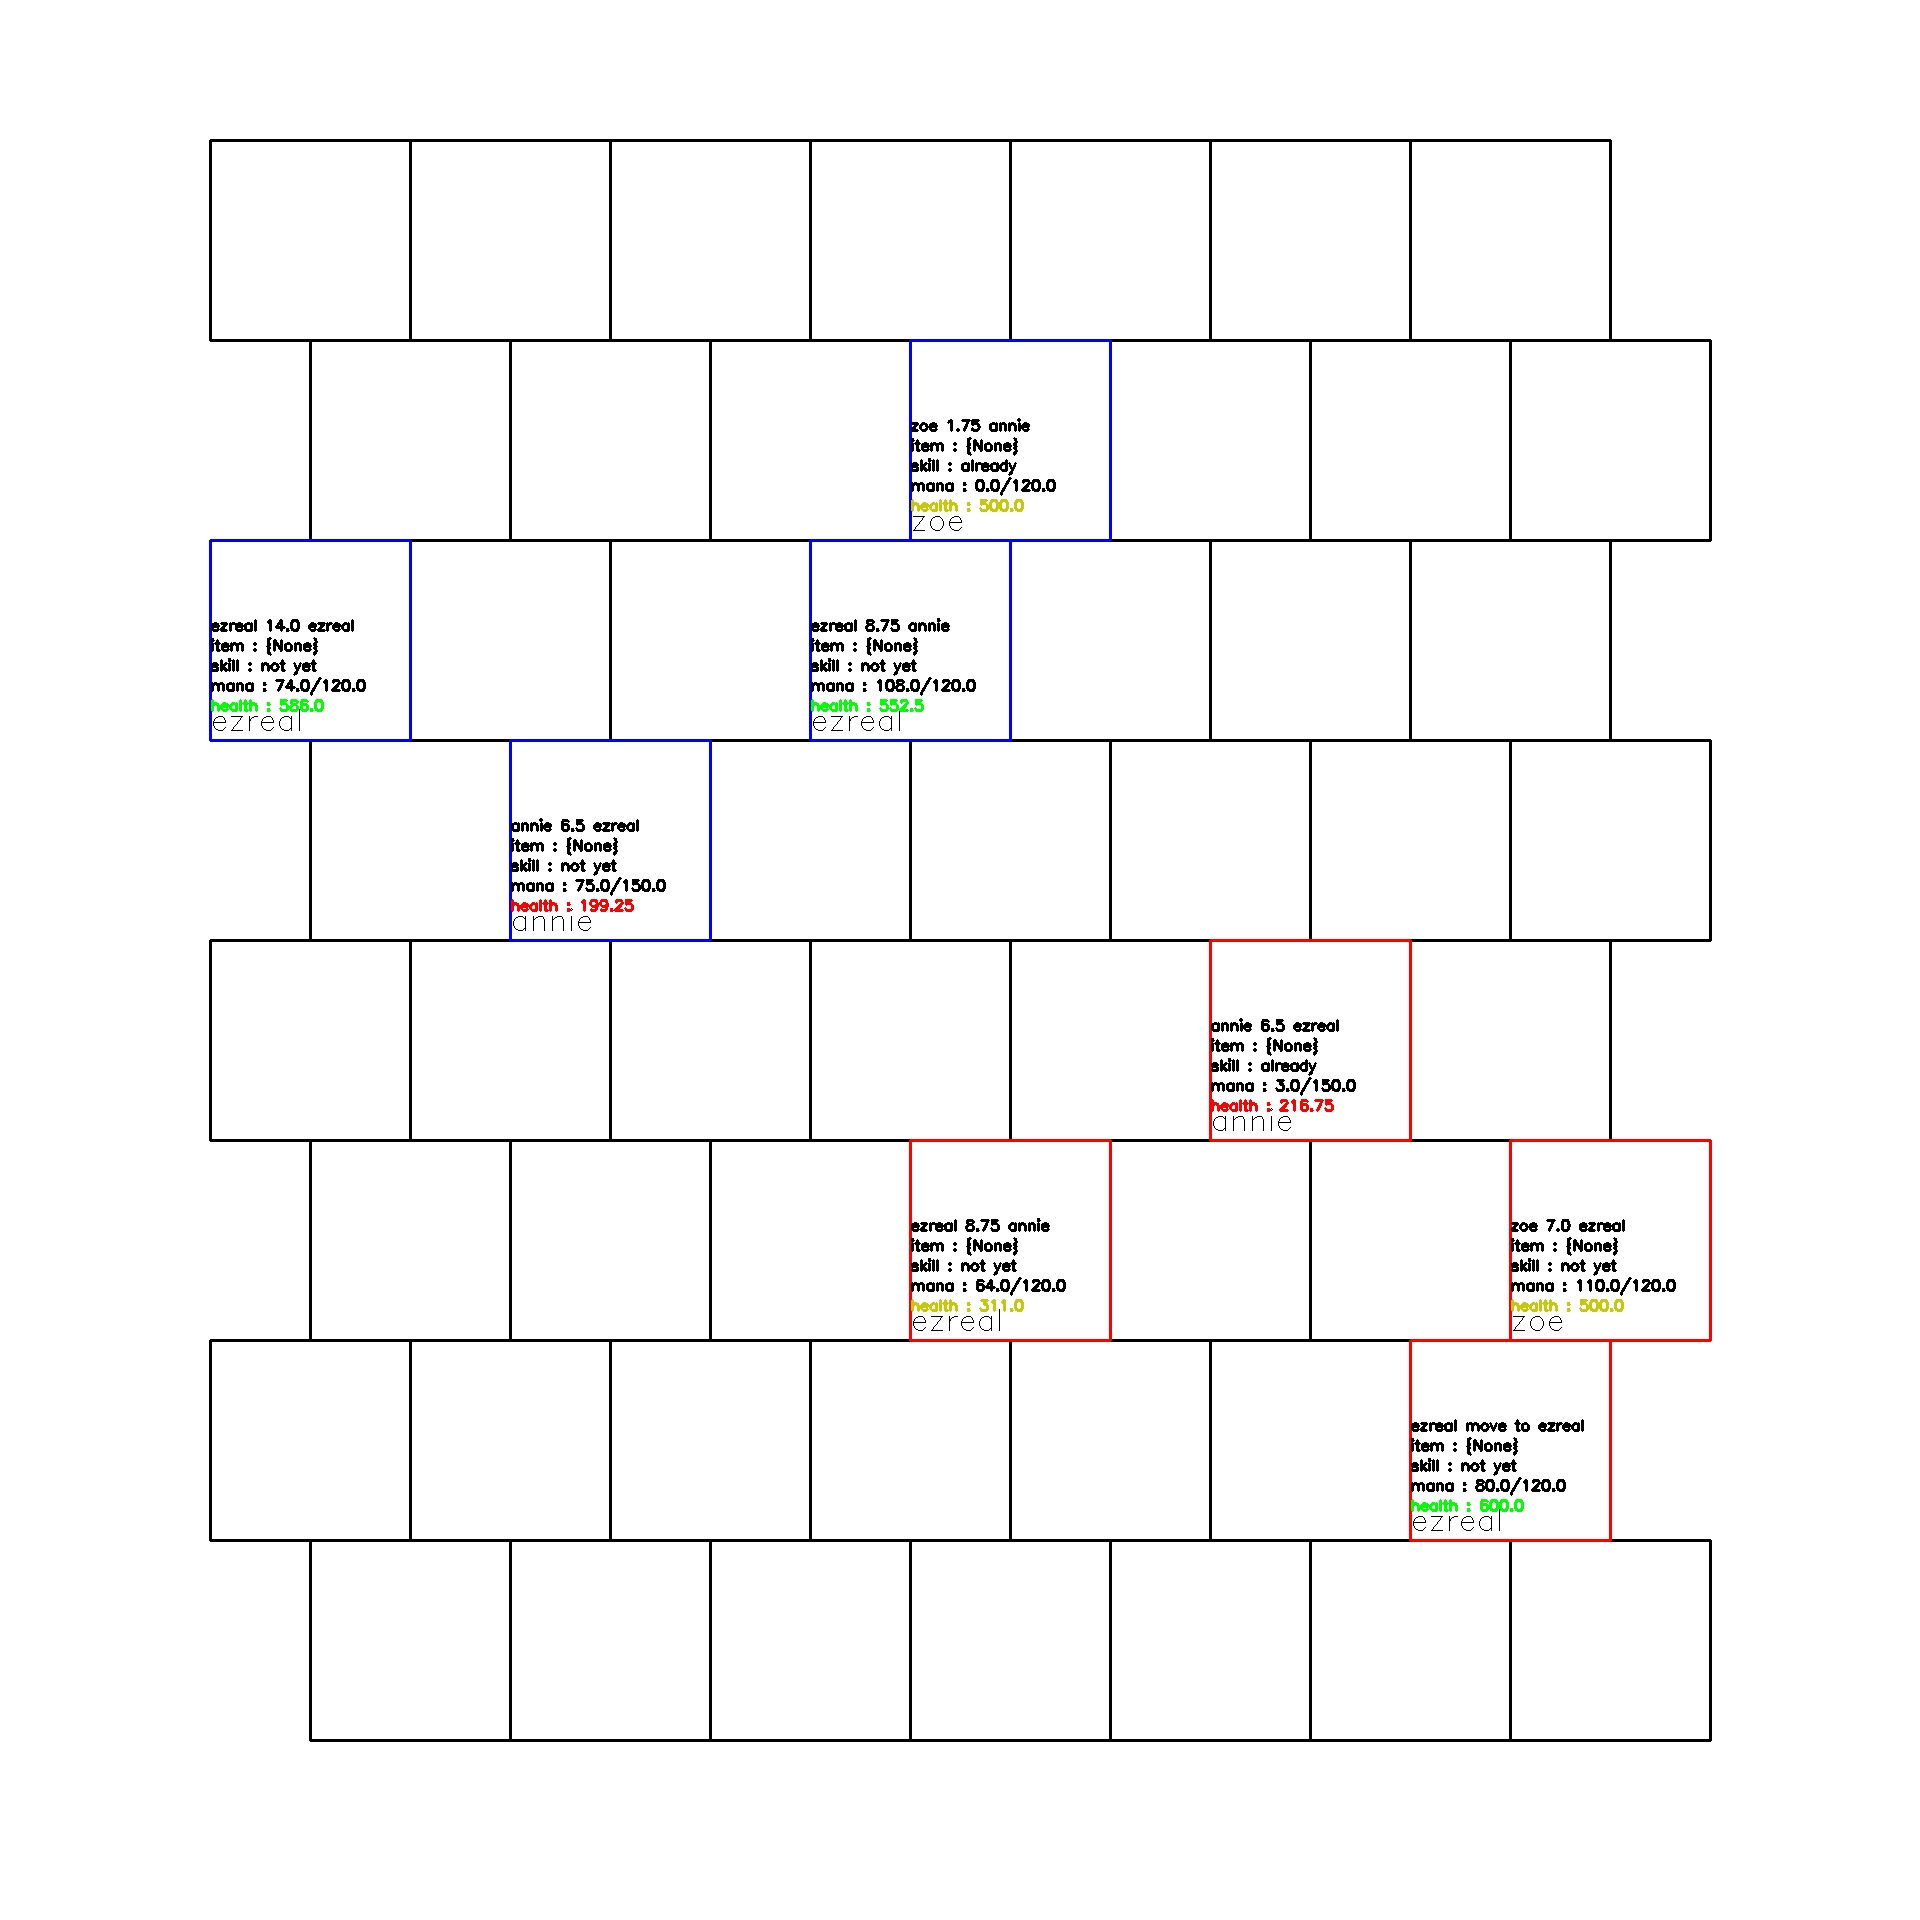 zoe 1.75 annie
item : {None}
skill : already
mana : 0.0/120.0
health : 500.0
zoe
ezreal 14.0 ezreal
item : {None}
skill : not yet
mana : 74.0/120.0
health : 586.0
ezreal
ezreal 8.75 annie
item : {None}
skill : not yet
mana : 108.0/120.0
health : 552.5
ezreal
annie 6.5 ezreal
item : {None}
skill : not yet
mana : 75.0/150.0
health : 199.25
annie
annie 6.5 ezreal
item : {None}
skill : already
mana : 3.0/150.0
health : 216.75
annie
ezreal 8.75 annie
item : {None}
skill : not yet
mana : 64.0/120.0
health : 311.0
ezreal
zoe 7.0 ezreal
item : {None}
skill : not yet
mana : 110.0/120.0
health : 500.0
zoe
ezreal move to ezreal
item : {None}
skill : not yet
mana : 80.0/120.0
health : 600.0
ezreal